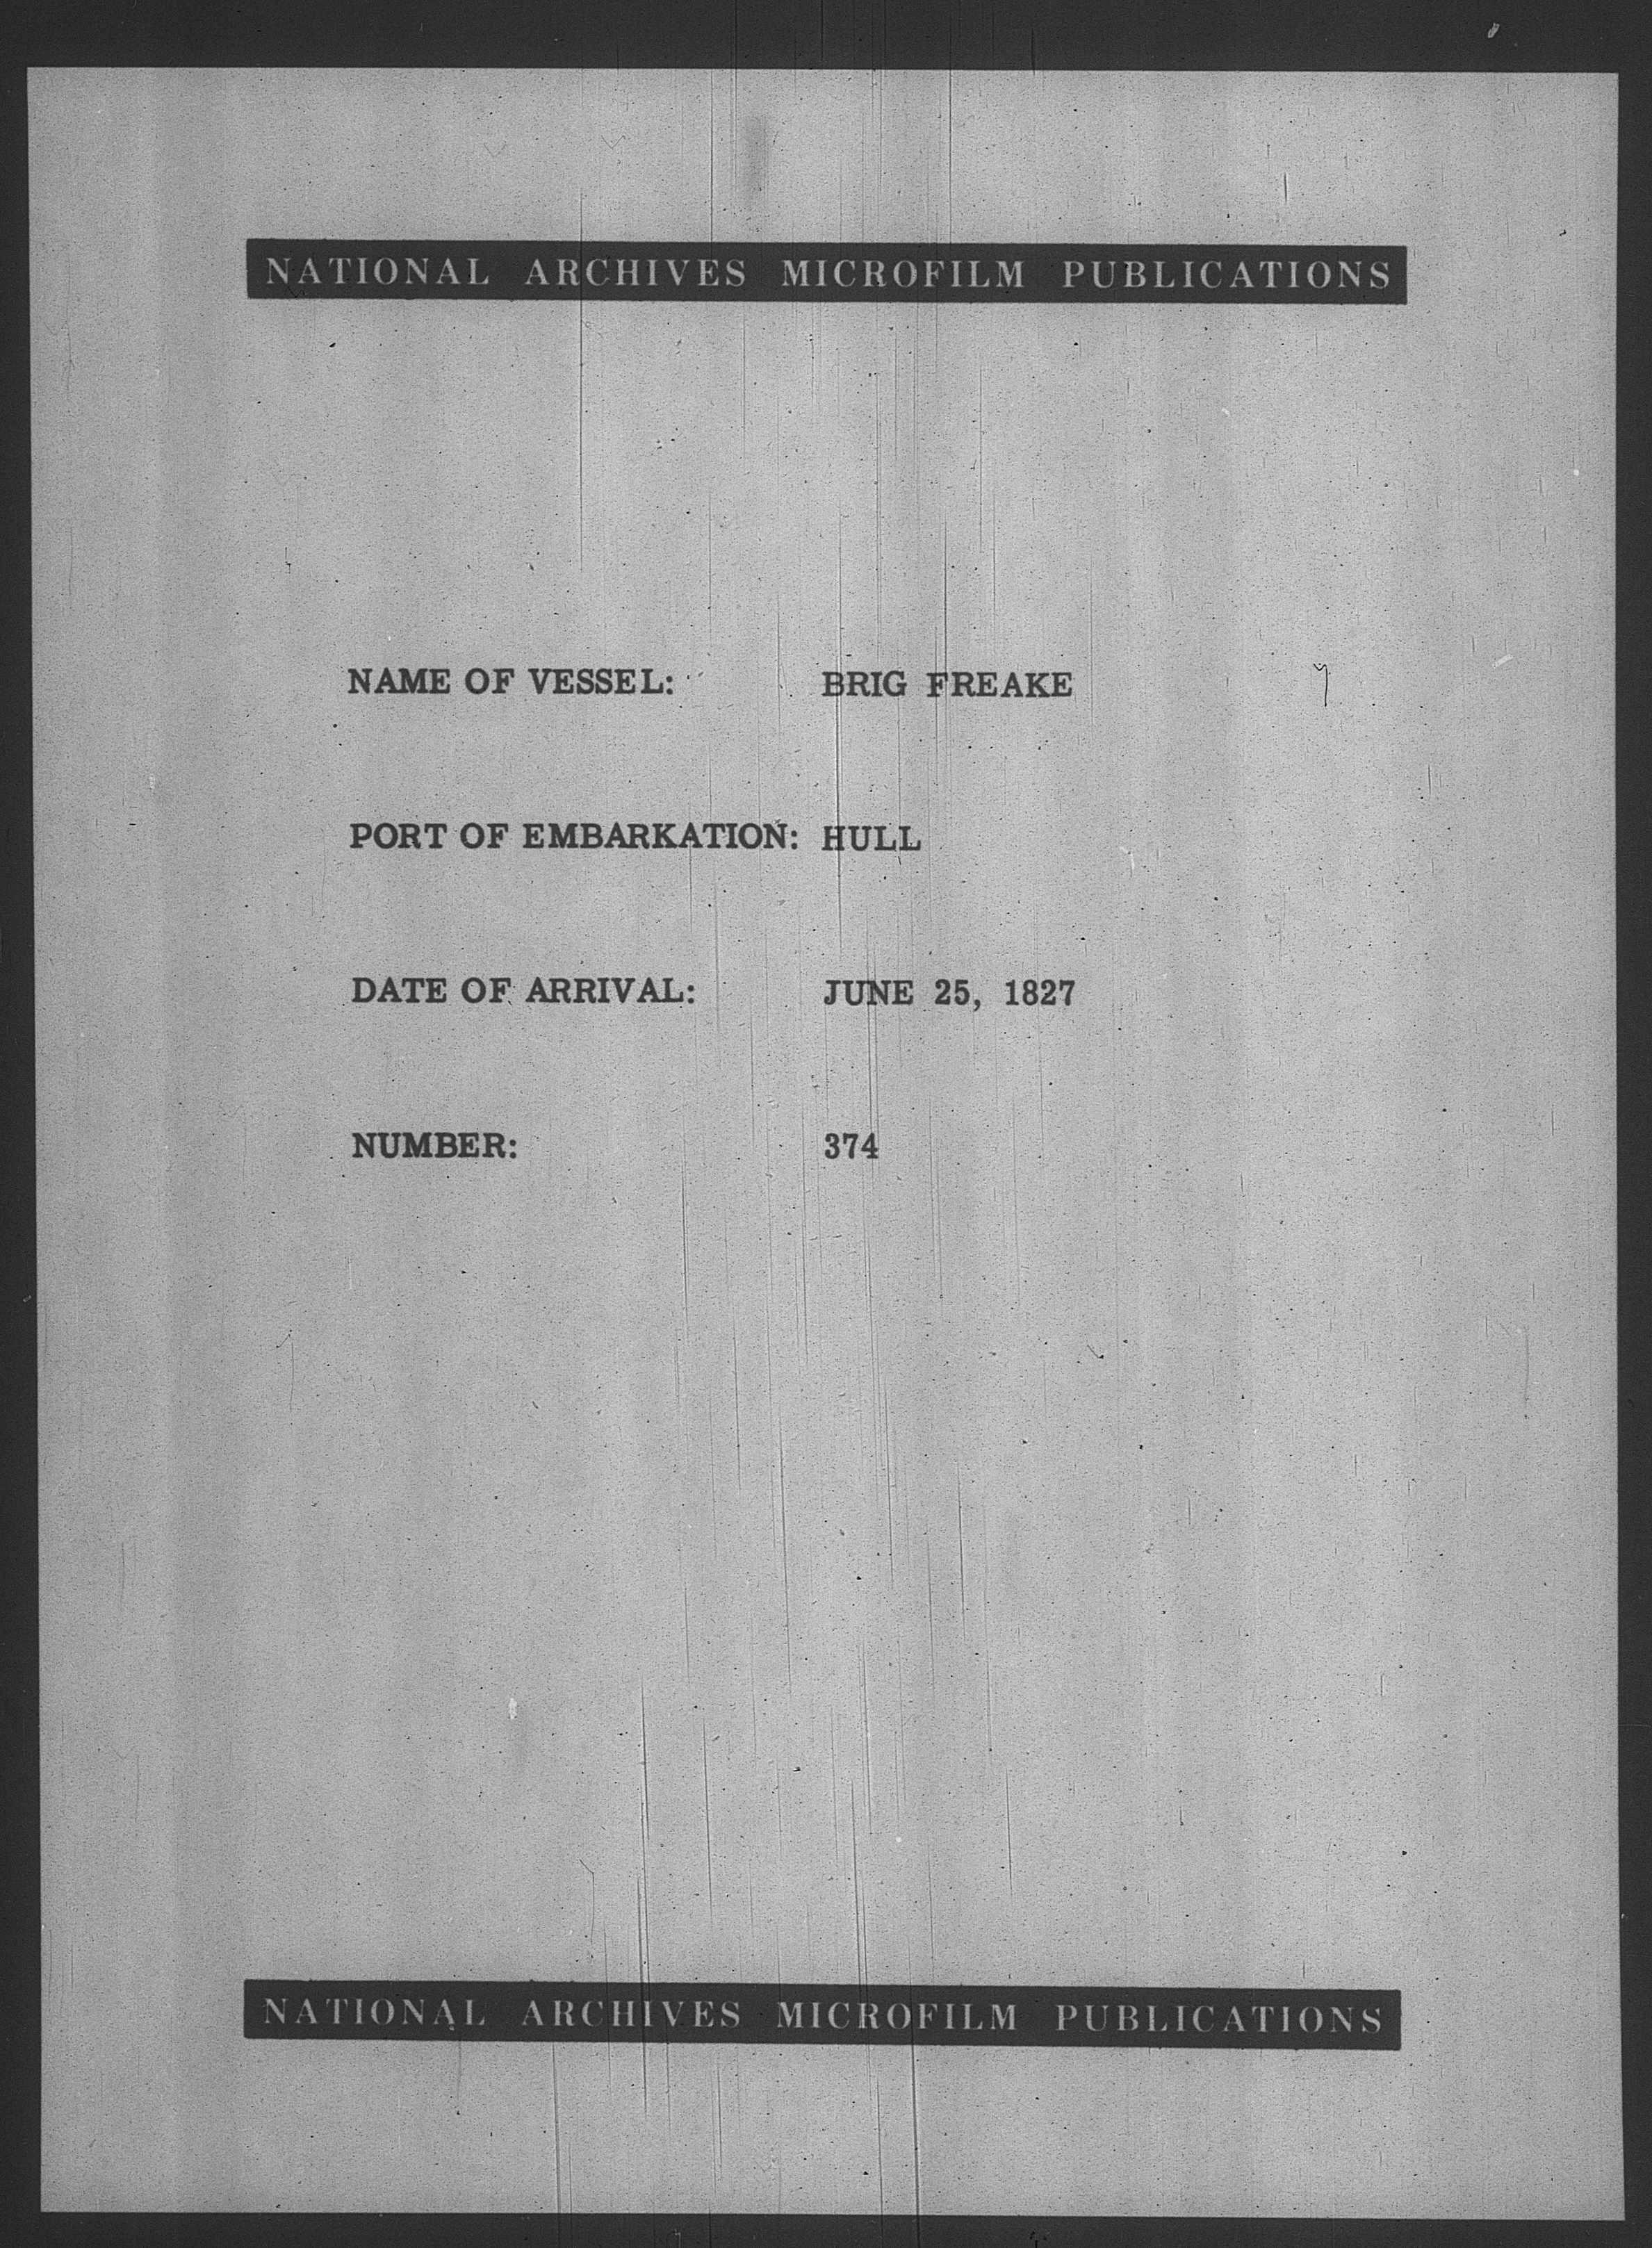 NATIONAL ARCHIVES MICROFILM PUBLICATIONS
NAME OF VESSEL: BRIG FREAKE
PORT OF EMBARKATION: HULL
DATE OF ARRIVAL: JUNE 25, 1827
NUMBER: 374
NATIONAL ARCHIVES MICROFILM PUBLICATIONS